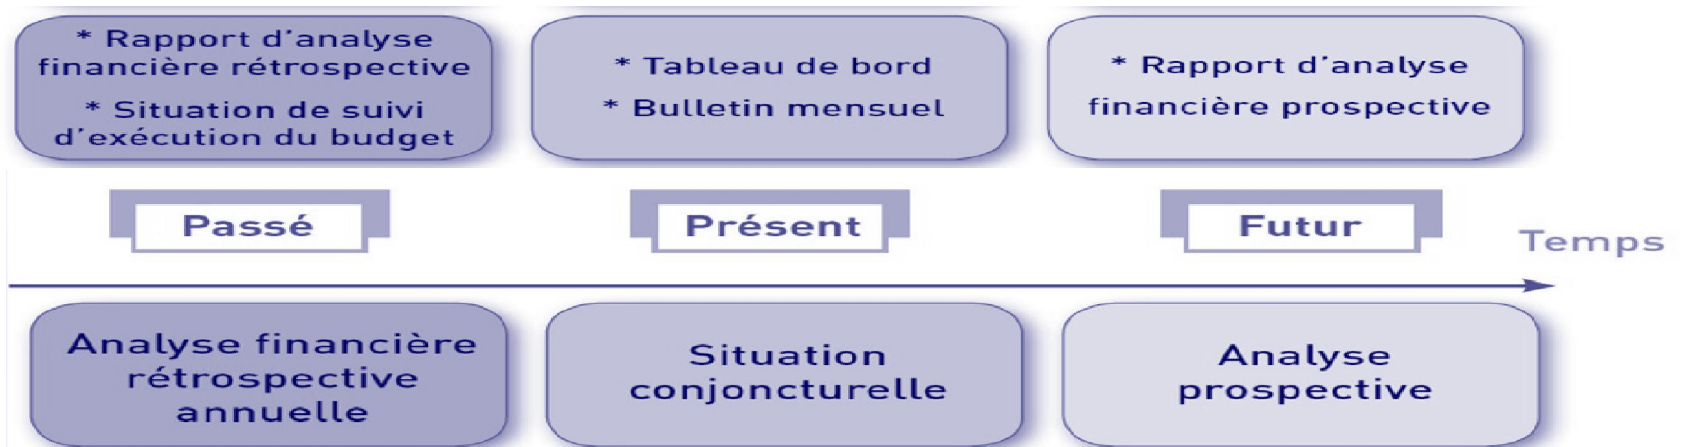 * Rapport d'analyse
financière rétrospective
* Situation de suivi
d'exécution du budget
* Tableau de bord
* Bulletin mensuel
* Rapport d'analyse
financière prospective
Passé
Présent
Futur
Temps
Analyse financière
rétrospective
annuelle
Situation
conjoncturelle
Analyse
prospective